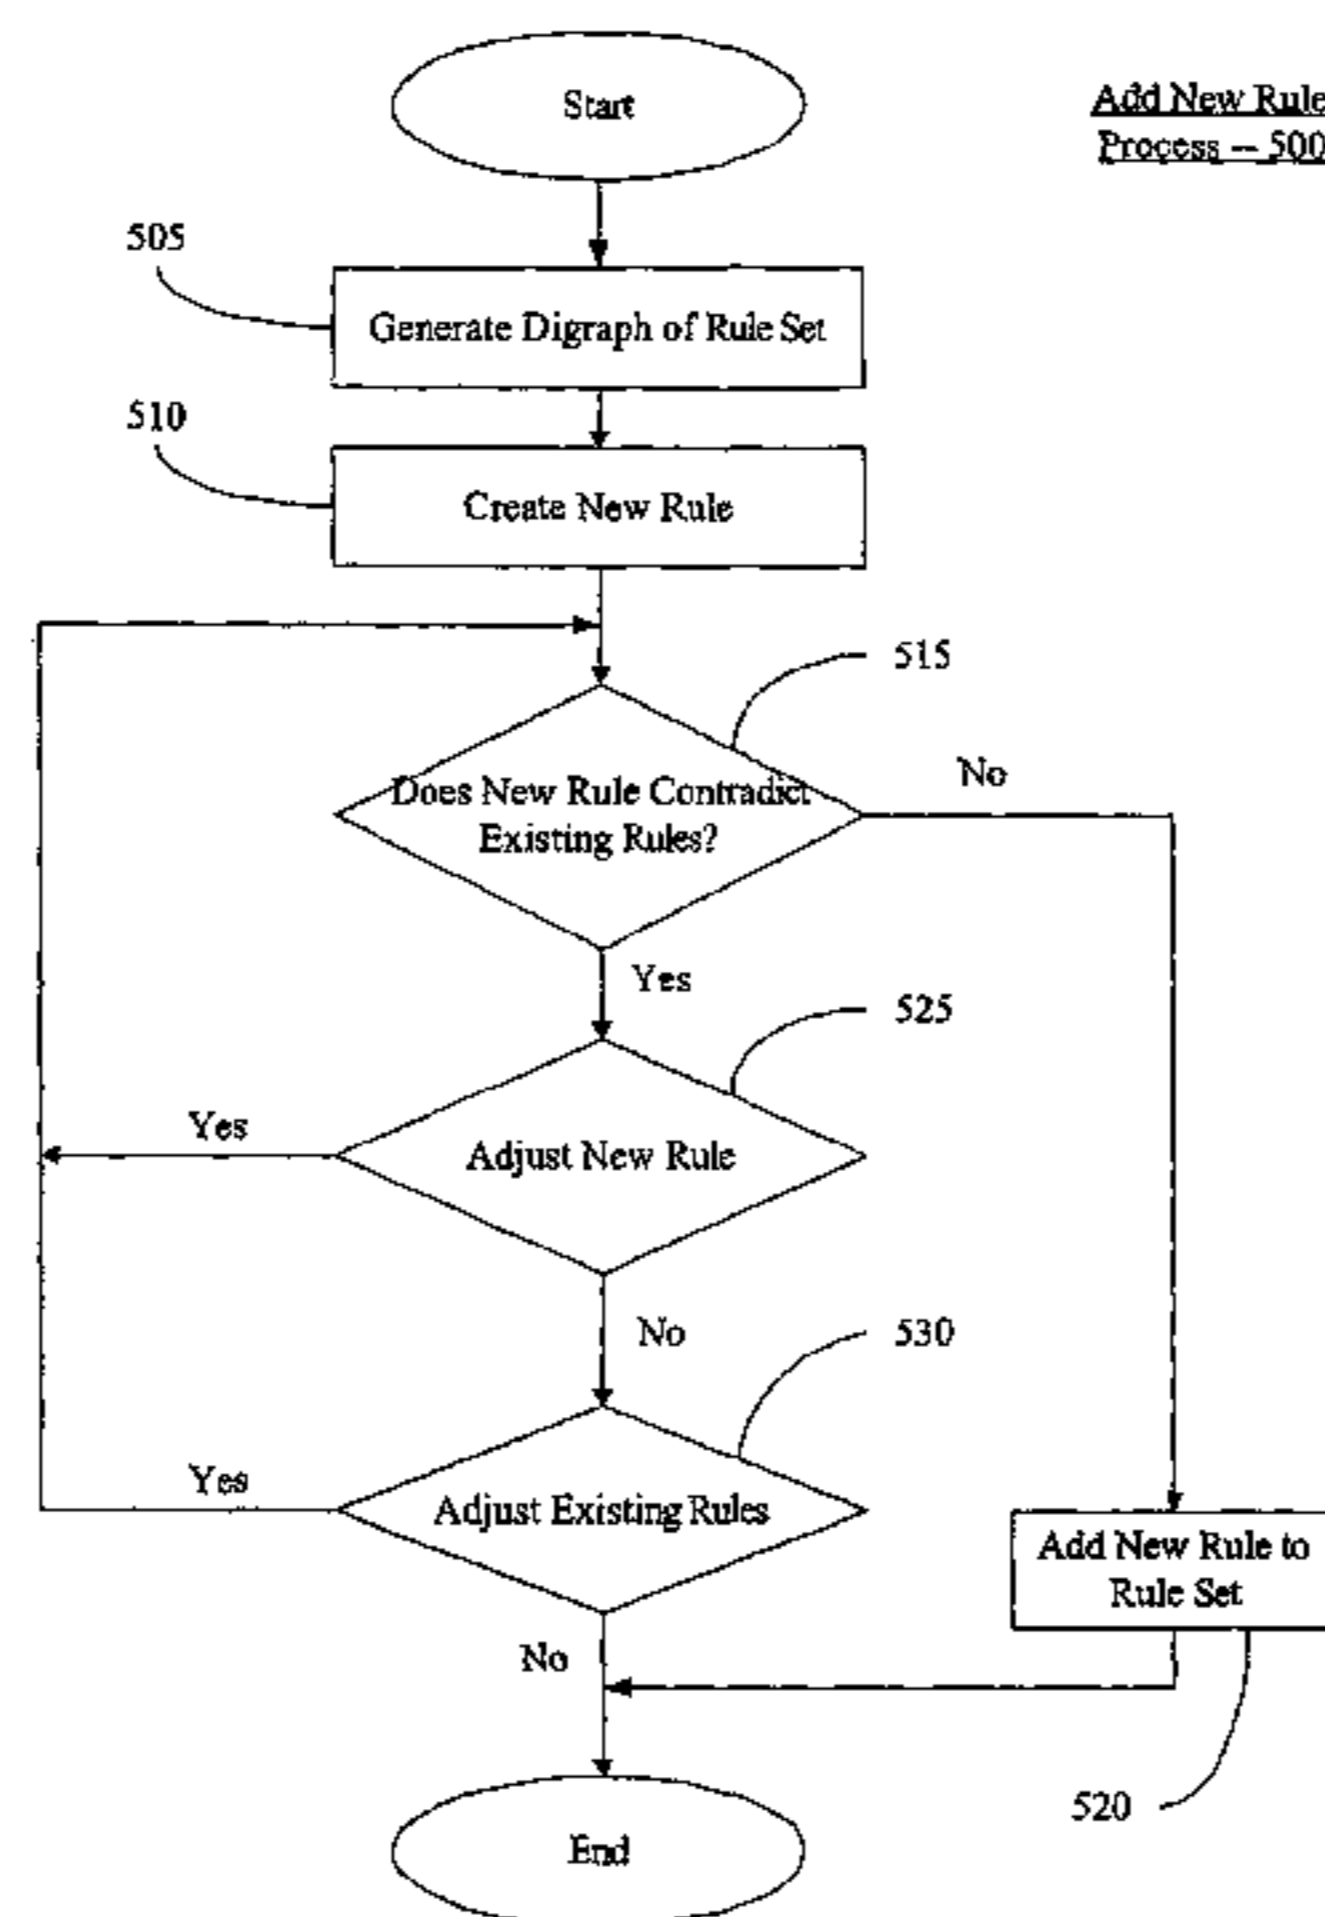 Start
Add New Rule
Process -- 500
505
Generate Digraph of Rule Set
510
Create New Rule
515
Does New Rule Contradict
Existing Rules?
No
Yes
525
Adjust New Rule
Yes
No
530
Adjust Existing Rules
Yes
Add New Rule to
Rule Set
No
520
End